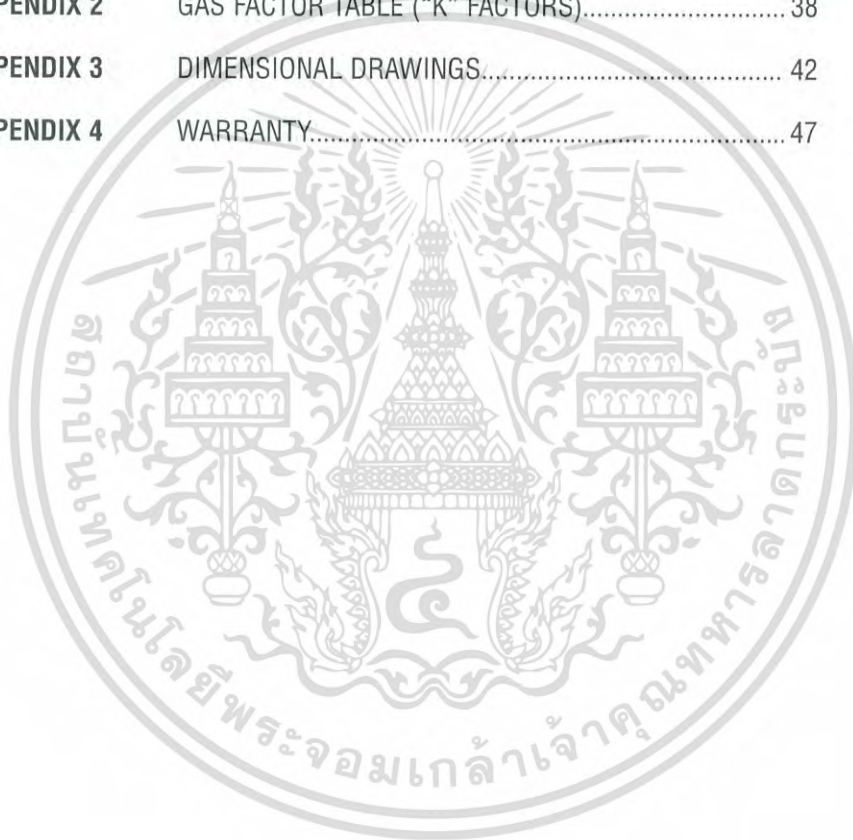 PENDIX 2 GAS FACTOR TABLE ("K" FACTORS)............................ 38
PENDIX 3 DIMENSIONAL DRAWINGS.......................................... 42
PENDIX 4 WARRANTY.................................................................. 47
สถาบันเทคโนโลยีพระจอมเกล้าเจ้าคุณทหารลาดกระบัง